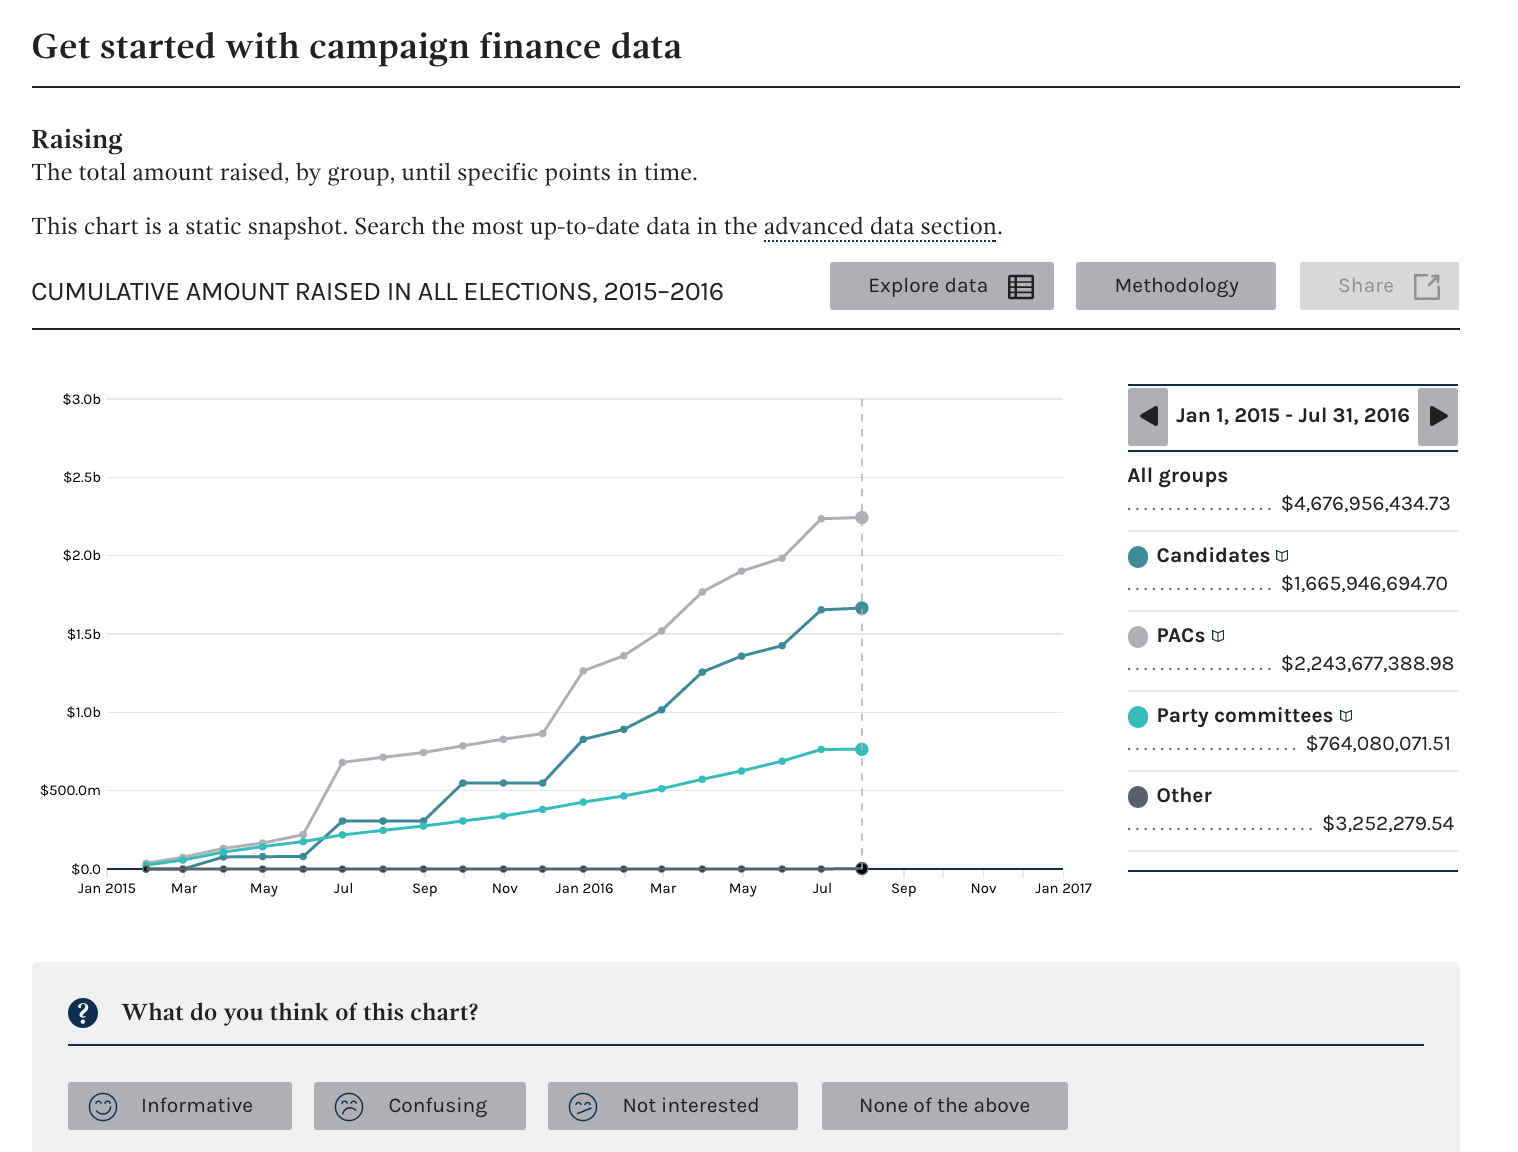 Get started with campaign finance data
Raising
The total amount raised, by group, until specific points in time.
This chart is a static snapshot. Search the most up-to-date data in the advanced data section.
CUMULATIVE AMOUNT RAISED IN ALL ELECTIONS, 2015–2016
Explore data
Methodology
Share
$3.0b
$2.5b
$2.0b
$1.5b
$1.0b
$500.0m
$0.0
Jan 2015 Mar May Jul Sep Nov Jan 2016 Mar May Jul Sep Nov Jan 2017
Jan 1, 2015 - Jul 31, 2016
All groups
.................. $4,676,956,434.73
Candidates
.................. $1,665,946,694.70
PACs
.................. $2,243,677,388.98
Party committees
..................... $764,080,071.51
Other
....................... $3,252,279.54
? What do you think of this chart?
Informative
Confusing
Not interested
None of the above